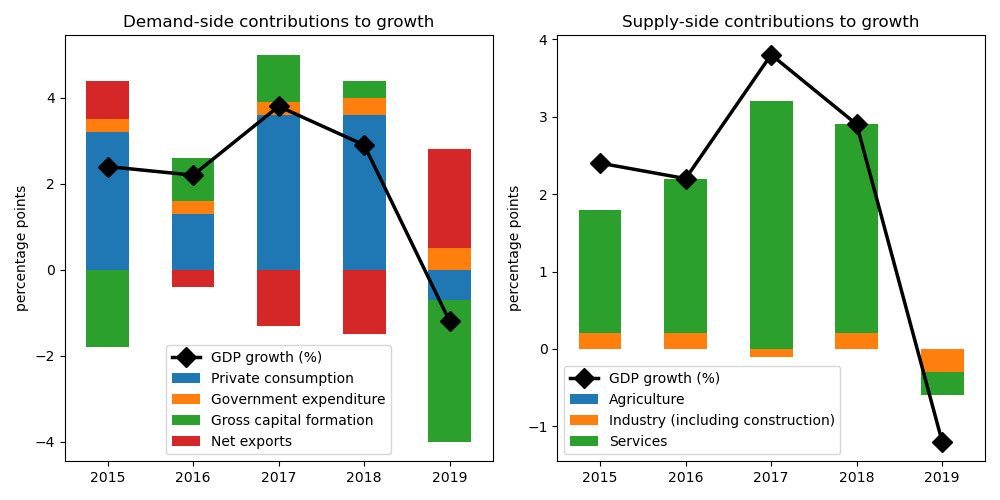 Demand-side contributions to growth
percentage points
4
2
0
−2
−4
2015 2016 2017 2018 2019
GDP growth (%)
Private consumption
Government expenditure
Gross capital formation
Net exports
Supply-side contributions to growth
percentage points
4
3
2
1
0
−1
2015 2016 2017 2018 2019
GDP growth (%)
Agriculture
Industry (including construction)
Services